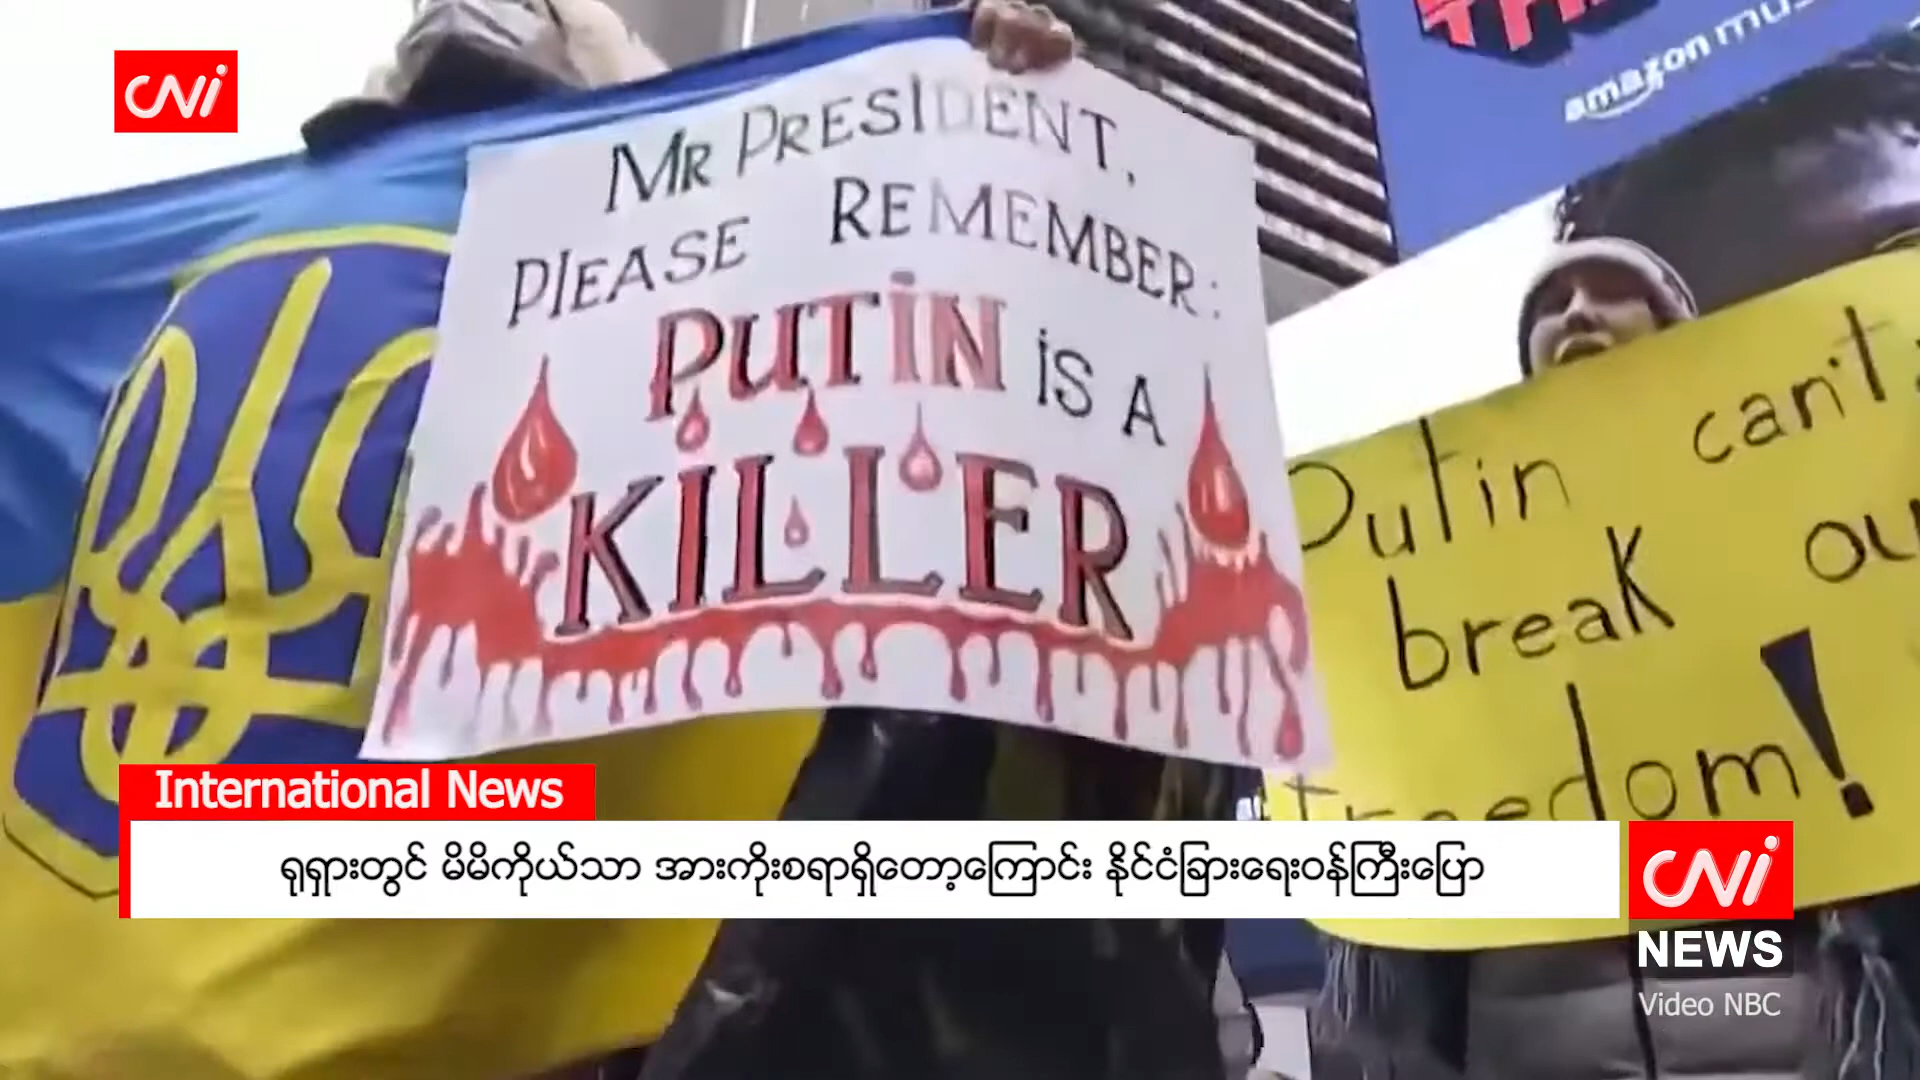 CNi
amazon mus
MR PRESIDENT,
PLEASE REMEMBER:
PUTIN IS A
KILLER
Putin can't
break ou
freedom!
International News
ရုရှားတွင် မိမိကိုယ်သာ အားကိုးစရာရှိတော့ကြောင်း နိုင်ငံခြားရေးဝန်ကြီးပြော
CNi
NEWS
Video NBC